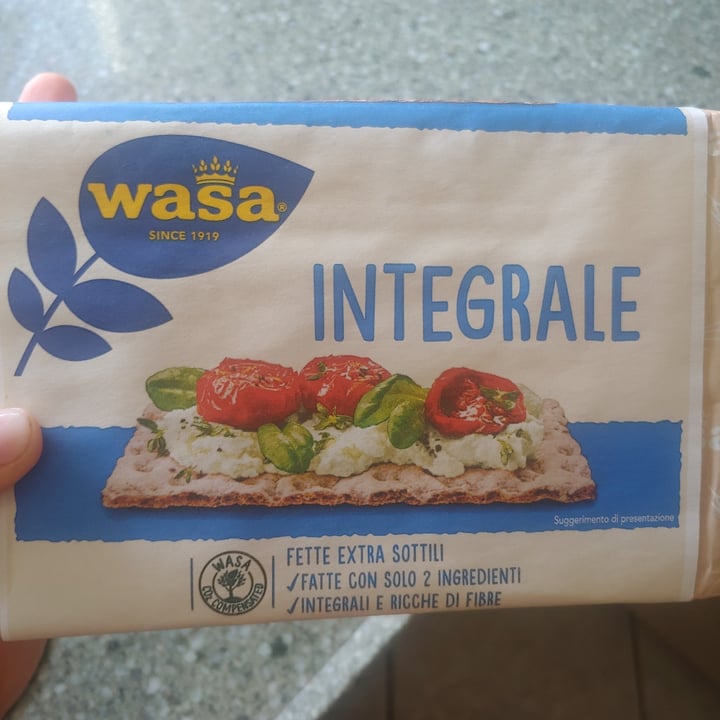 wasa®
SINCE 1919
INTEGRALE
Suggerimento di presentazione
WASA
CO₂ COMPENSATED
FETTE EXTRA SOTTILI
✓FATTE CON SOLO 2 INGREDIENTI
✓INTEGRALI E RICCHE DI FIBRE